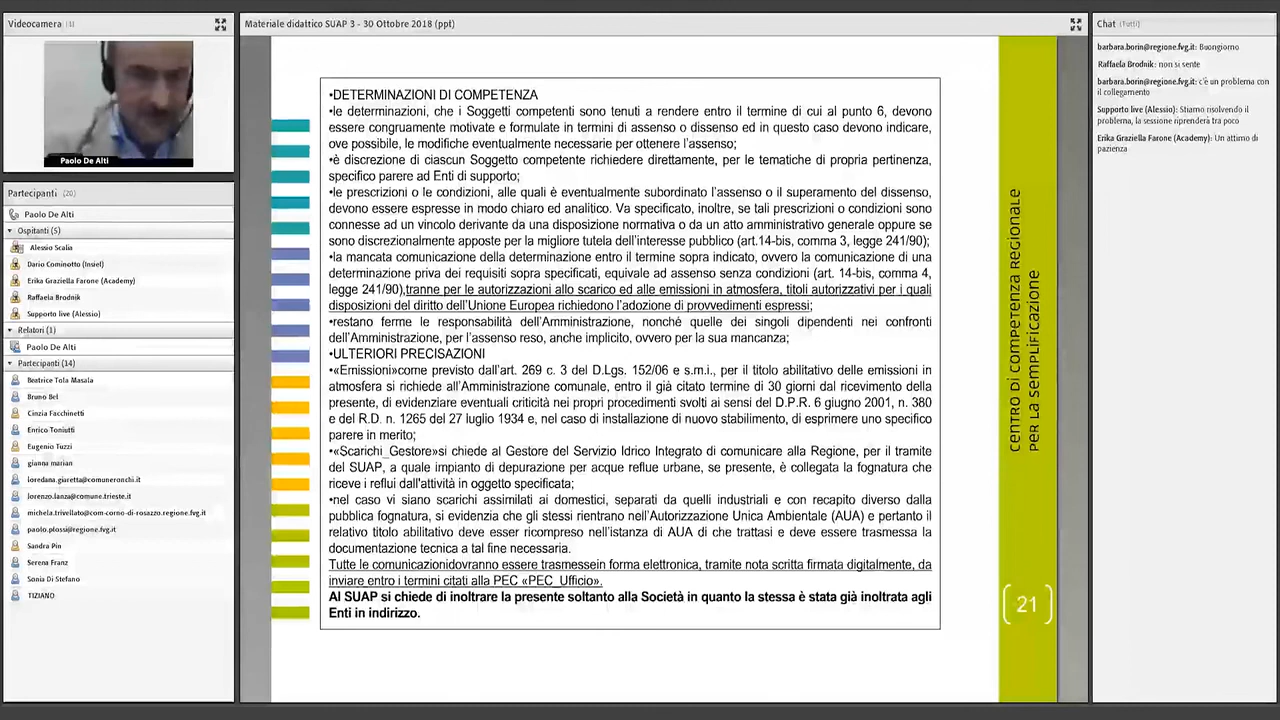 Videocamera (1)
Paolo De Alti
Partecipanti (20)
Paolo De Alti
Ospitanti (5)
Alessio Scalia
Dario Cominotto (Insiel)
Erika Graziella Farone (Academy)
Raffaela Brodnik
Supporto live (Alessio)
Relatori (1)
Paolo De Alti
Partecipanti (14)
Beatrice Tola Masala
Bruno Bel
Cinzia Facchinetti
Enrico Toniutti
Eugenio Tuzzi
gianna marian
loredana.giaretta@comuneronchi.it
lorenzo.lanza@comune.trieste.it
michela.trivellato@com-corno-di-rosazzo.regione.fvg.it
paolo.plossi@regione.fvg.it
Sandra Pin
Serena Franz
Sonia Di Stefano
TIZIANO
Materiale didattico SUAP 3 - 30 Ottobre 2018 (ppt)
•DETERMINAZIONI DI COMPETENZA
•le determinazioni, che i Soggetti competenti sono tenuti a rendere entro il termine di cui al punto 6, devono
essere congruamente motivate e formulate in termini di assenso o dissenso ed in questo caso devono indicare,
ove possibile, le modifiche eventualmente necessarie per ottenere l'assenso;
•è discrezione di ciascun Soggetto competente richiedere direttamente, per le tematiche di propria pertinenza,
specifico parere ad Enti di supporto;
•le prescrizioni o le condizioni, alle quali è eventualmente subordinato l'assenso o il superamento del dissenso,
devono essere espresse in modo chiaro ed analitico. Va specificato, inoltre, se tali prescrizioni o condizioni sono
connesse ad un vincolo derivante da una disposizione normativa o da un atto amministrativo generale oppure se
sono discrezionalmente apposte per la migliore tutela dell'interesse pubblico (art.14-bis, comma 3, legge 241/90);
•la mancata comunicazione della determinazione entro il termine sopra indicato, ovvero la comunicazione di una
determinazione priva dei requisiti sopra specificati, equivale ad assenso senza condizioni (art. 14-bis, comma 4,
legge 241/90),tranne per le autorizzazioni allo scarico ed alle emissioni in atmosfera, titoli autorizzativi per i quali
disposizioni del diritto dell'Unione Europea richiedono l'adozione di provvedimenti espressi;
•restano ferme le responsabilità dell'Amministrazione, nonché quelle dei singoli dipendenti nei confronti
dell'Amministrazione, per l'assenso reso, anche implicito, ovvero per la sua mancanza;
•ULTERIORI PRECISAZIONI
•«Emissioni»come previsto dall'art. 269 c. 3 del D.Lgs. 152/06 e s.m.i., per il titolo abilitativo delle emissioni in
atmosfera si richiede all'Amministrazione comunale, entro il già citato termine di 30 giorni dal ricevimento della
presente, di evidenziare eventuali criticità nei propri procedimenti svolti ai sensi del D.P.R. 6 giugno 2001, n. 380
e del R.D. n. 1265 del 27 luglio 1934 e, nel caso di installazione di nuovo stabilimento, di esprimere uno specifico
parere in merito;
•«Scarichi_Gestore»si chiede al Gestore del Servizio Idrico Integrato di comunicare alla Regione, per il tramite
del SUAP, a quale impianto di depurazione per acque reflue urbane, se presente, è collegata la fognatura che
riceve i reflui dall'attività in oggetto specificata;
•nel caso vi siano scarichi assimilati ai domestici, separati da quelli industriali e con recapito diverso dalla
pubblica fognatura, si evidenzia che gli stessi rientrano nell'Autorizzazione Unica Ambientale (AUA) e pertanto il
relativo titolo abilitativo deve esser ricompreso nell'istanza di AUA di che trattasi e deve essere trasmessa la
documentazione tecnica a tal fine necessaria.
Tutte le comunicazionidovranno essere trasmessein forma elettronica, tramite nota scritta firmata digitalmente, da
inviare entro i termini citati alla PEC «PEC_Ufficio».
Al SUAP si chiede di inoltrare la presente soltanto alla Società in quanto la stessa è stata già inoltrata agli
Enti in indirizzo.
CENTRO DI COMPETENZA REGIONALE
PER LA SEMPLIFICAZIONE
21
Chat (Tutti)
barbara.borin@regione.fvg.it: Buongiorno
Raffaela Brodnik: non si sente
barbara.borin@regione.fvg.it: c'è un problema con
il collegamento
Supporto live (Alessio): Stiamo risolvendo il
problema, la sessione riprenderà tra poco
Erika Graziella Farone (Academy): Un attimo di
pazienza